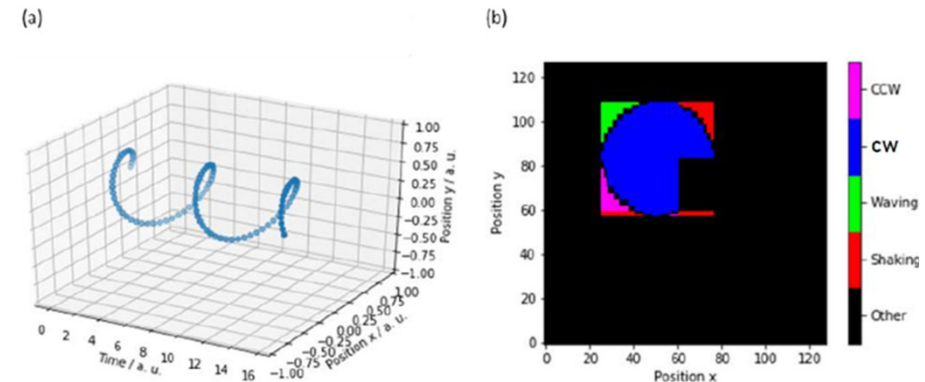 (a)
1.00
0.75
0.50
0.25
0.00
−0.25
−0.50
−0.75
−1.00
Position y / a. u.
1.00
0.75
0.50
0.25
0.00
−0.25
−0.50
−0.75
−1.00
Position x / a. u.
0 2 4 6 8 10 12 14 16
Time / a. u.
(b)
120
100
80
60
40
20
0
Position y
0 20 40 60 80 100 120
Position x
CCW
CW
Waving
Shaking
Other